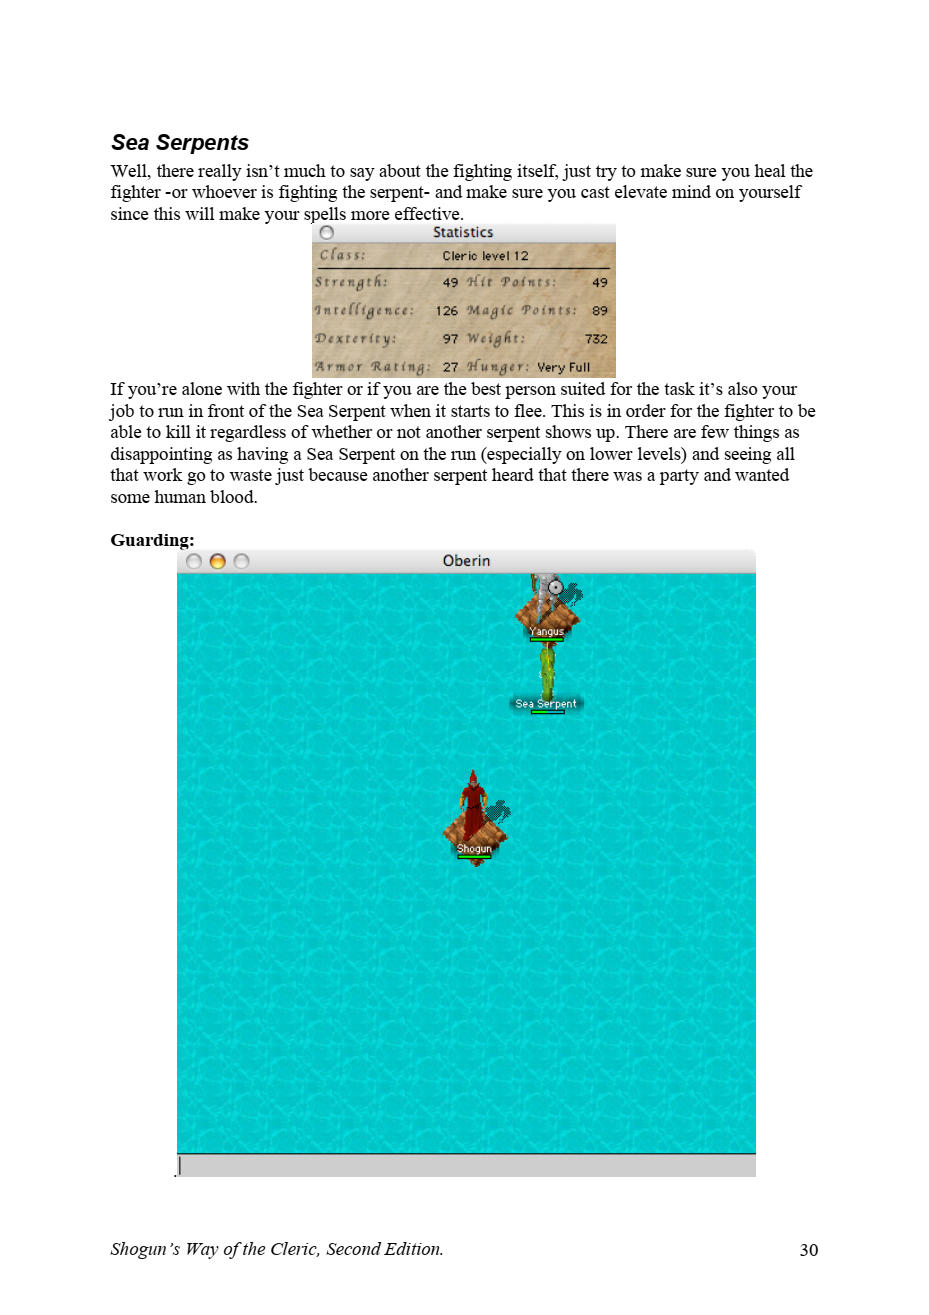 Sea Serpents
Well, there really isn’t much to say about the fighting itself, just try to make sure you heal the
fighter -or whoever is fighting the serpent- and make sure you cast elevate mind on yourself
since this will make your spells more effective.
Statistics
Class: Cleric level 12
Strength: 49 Hit Points: 49
Intelligence: 126 Magic Points: 89
Dexterity: 97 Weight: 732
Armor Rating: 27 Hunger: Very Full
If you’re alone with the fighter or if you are the best person suited for the task it’s also your
job to run in front of the Sea Serpent when it starts to flee. This is in order for the fighter to be
able to kill it regardless of whether or not another serpent shows up. There are few things as
disappointing as having a Sea Serpent on the run (especially on lower levels) and seeing all
that work go to waste just because another serpent heard that there was a party and wanted
some human blood.
Guarding:
Oberin
Yangus
Sea Serpent
Shogun
.
Shogun’s Way of the Cleric, Second Edition. 30